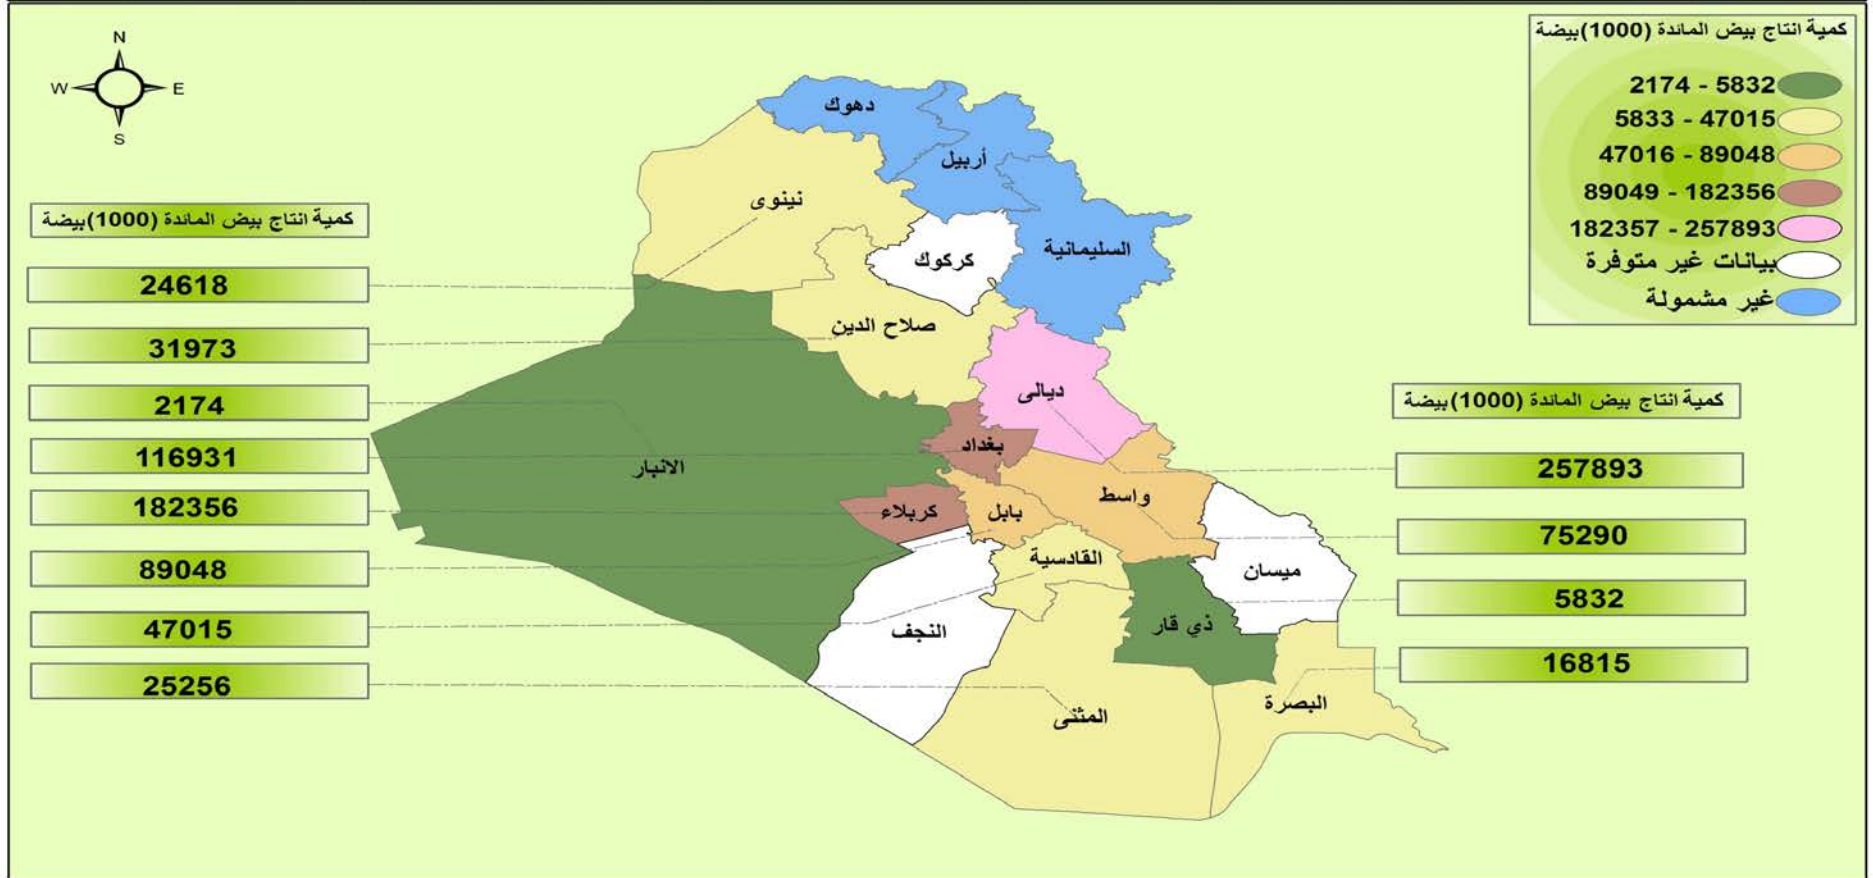 N
W E
S
كمية انتاج بيض المائدة (1000)بيضة
2174 - 5832
5833 - 47015
47016 - 89048
89049 - 182356
182357 - 257893
بيانات غير متوفرة
غير مشمولة
دهوك
أربيل
نينوى
السليمانية
كركوك
صلاح الدين
ديالى
بغداد
الانبار
واسط
كربلاء
بابل
القادسية
ميسان
النجف
ذي قار
المثنى
البصرة
كمية انتاج بيض المائدة (1000)بيضة
24618
31973
2174
116931
182356
89048
47015
25256
كمية انتاج بيض المائدة (1000)بيضة
257893
75290
5832
16815